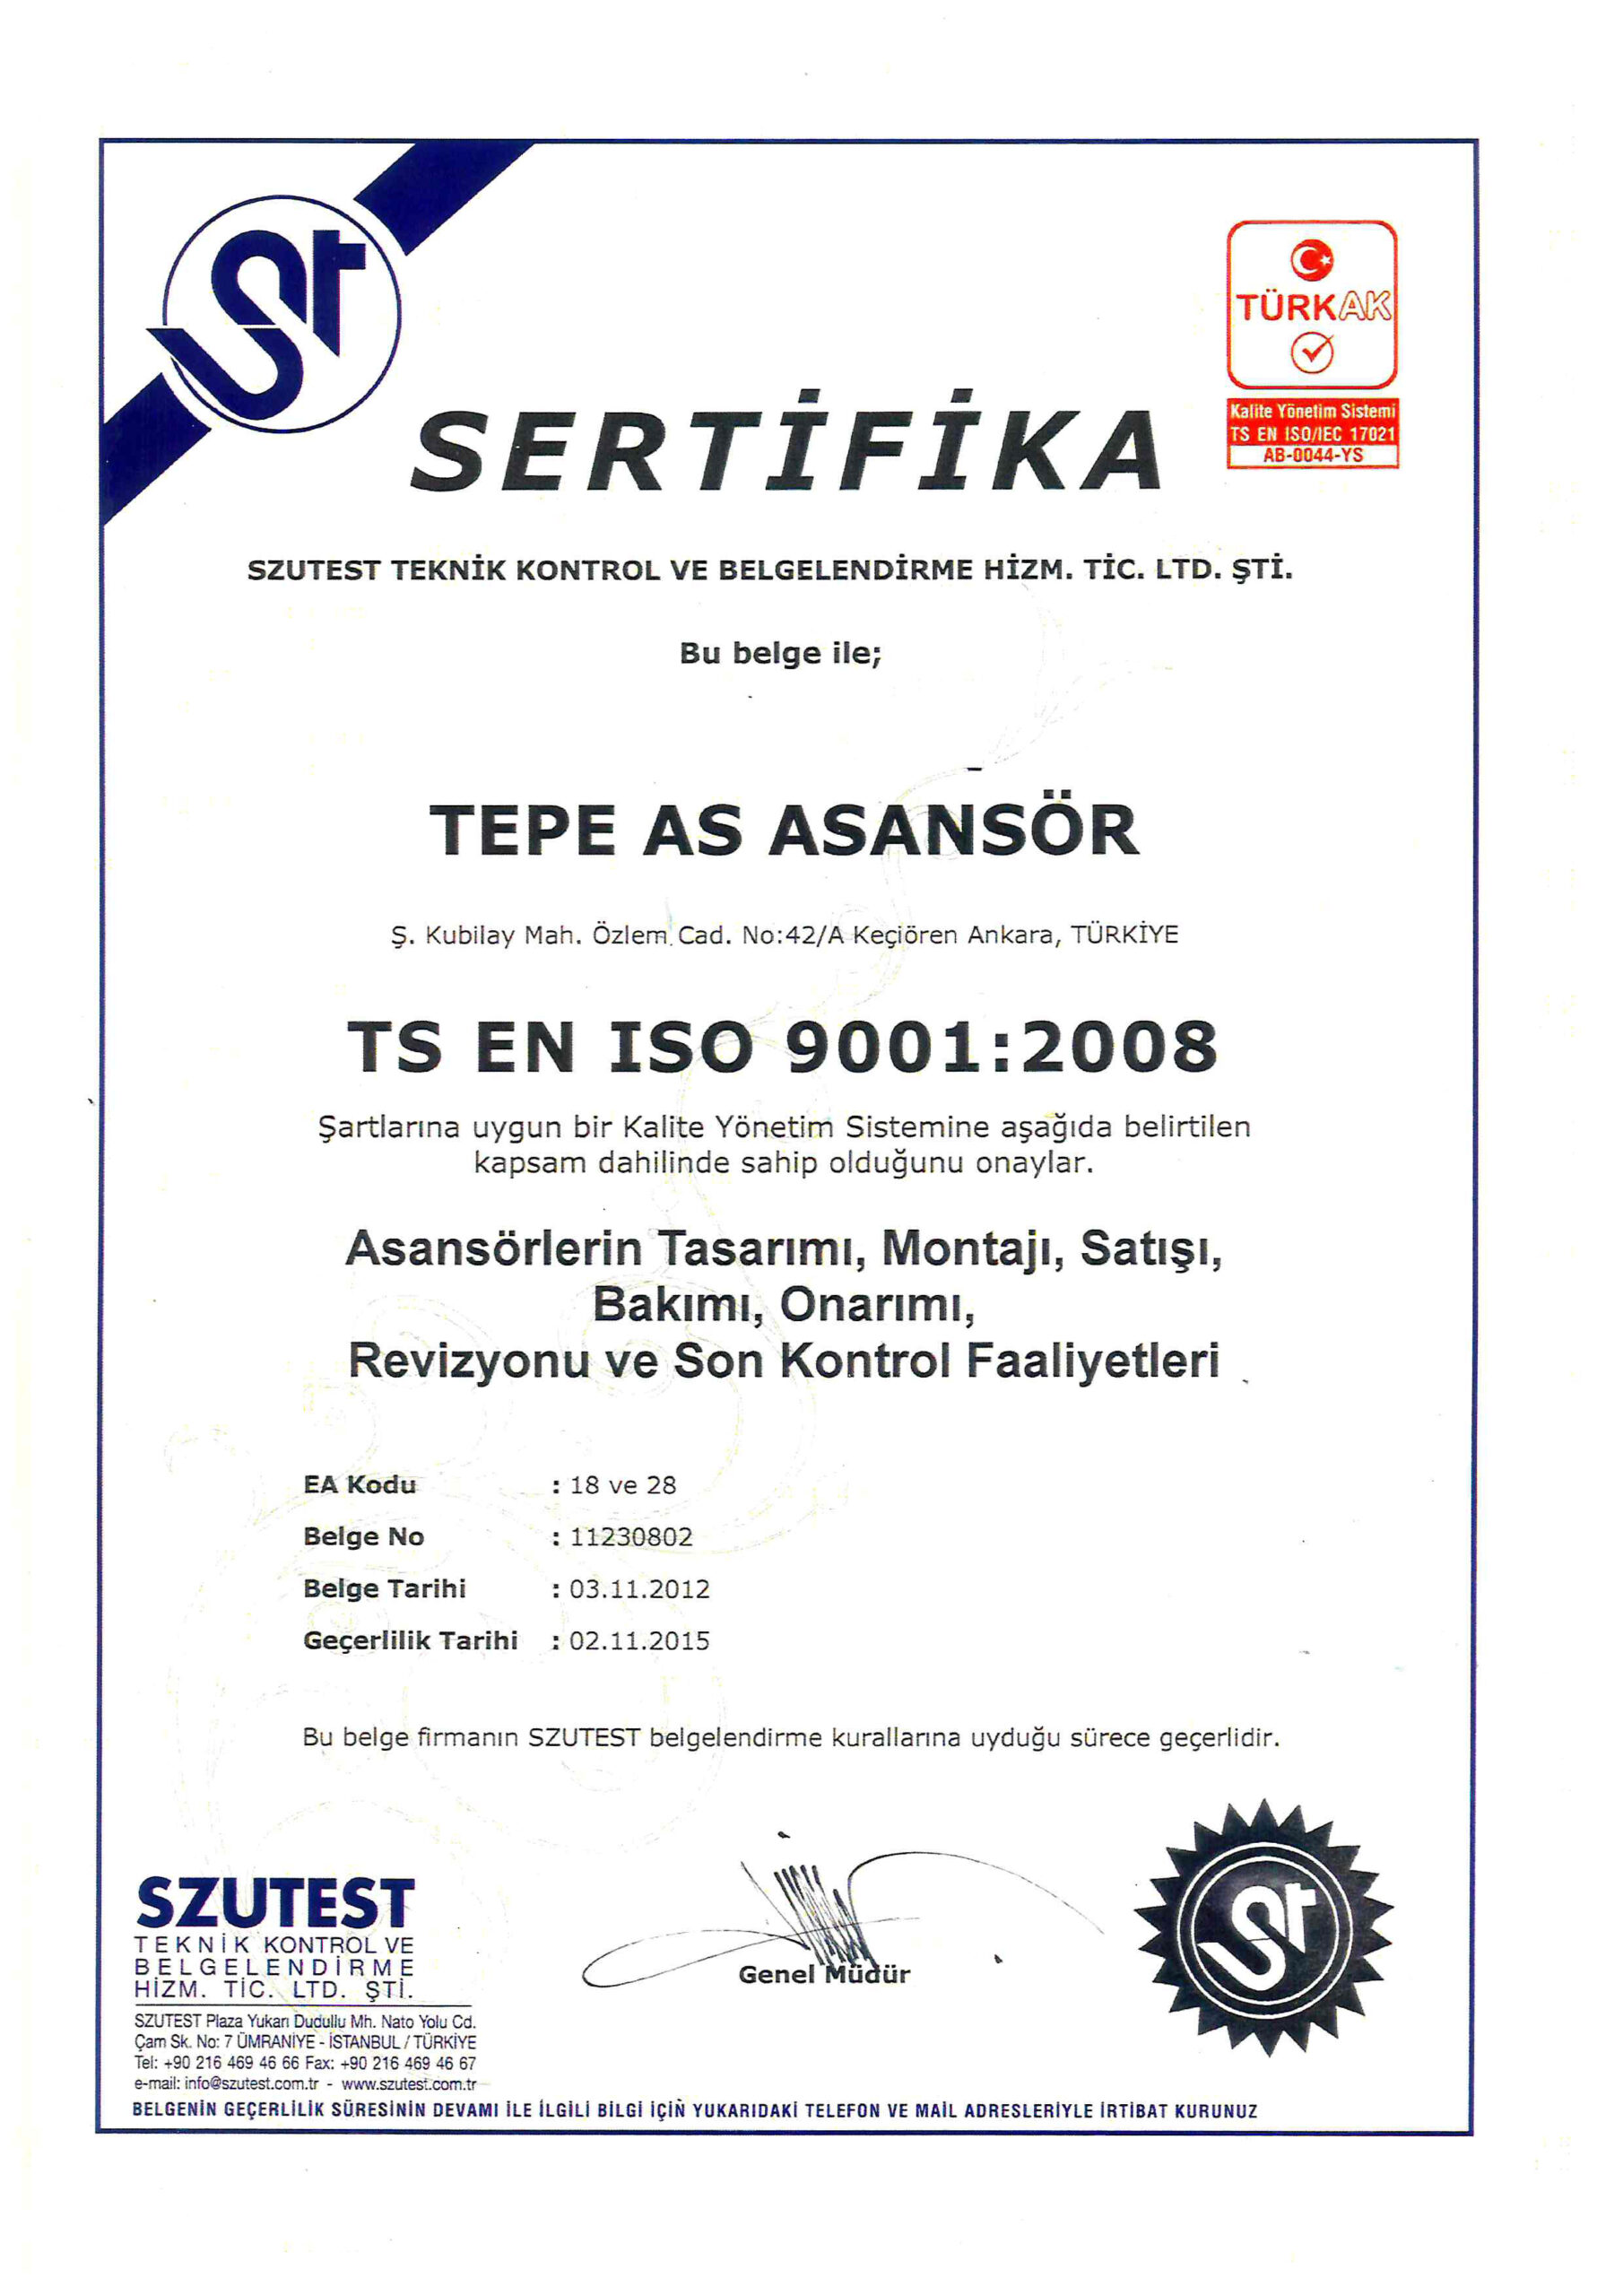 TÜRKAK
Kalite Yönetim Sistemi
TS EN ISO/IEC 17021
AB-0044-YS
SERTİFİKA
SZUTEST TEKNİK KONTROL VE BELGELENDİRME HİZM. TİC. LTD. ŞTİ.
Bu belge ile;
TEPE AS ASANSÖR
Ş. Kubilay Mah. Özlem Cad. No:42/A Keçiören Ankara, TÜRKİYE
TS EN ISO 9001:2008
Şartlarına uygun bir Kalite Yönetim Sistemine aşağıda belirtilen
kapsam dahilinde sahip olduğunu onaylar.
Asansörlerin Tasarımı, Montajı, Satışı,
Bakımı, Onarımı,
Revizyonu ve Son Kontrol Faaliyetleri
EA Kodu : 18 ve 28
Belge No : 11230802
Belge Tarihi : 03.11.2012
Geçerlilik Tarihi : 02.11.2015
Bu belge firmanın SZUTEST belgelendirme kurallarına uyduğu sürece geçerlidir.
Genel Müdür
SZUTEST
TEKNİK KONTROL VE
BELGELENDİRME
HİZM. TİC. LTD. ŞTİ.
SZUTEST Plaza Yukarı Dudullu Mh. Nato Yolu Cd.
Çam Sk. No: 7 ÜMRANİYE - İSTANBUL / TÜRKİYE
Tel: +90 216 469 46 66 Fax: +90 216 469 46 67
e-mail: info@szutest.com.tr - www.szutest.com.tr
BELGENİN GEÇERLİLİK SÜRESİNİN DEVAMI İLE İLGİLİ BİLGİ İÇİN YUKARIDAKİ TELEFON VE MAİL ADRESLERİYLE İRTİBAT KURUNUZ